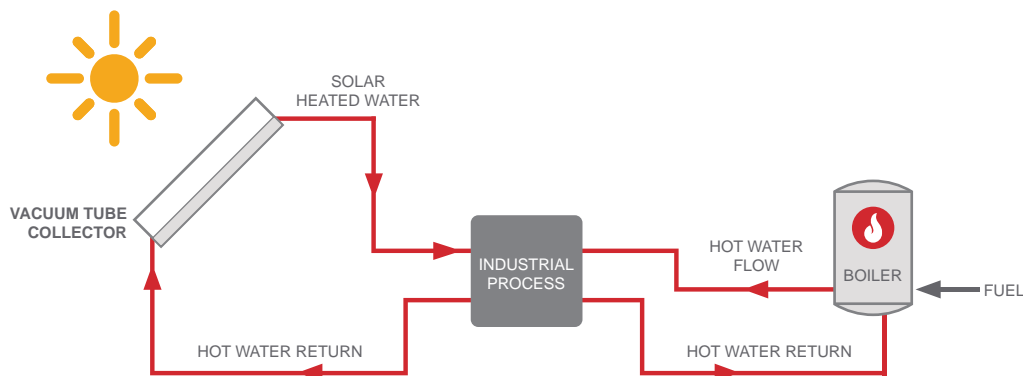 SOLAR
HEATED WATER
VACUUM TUBE
COLLECTOR
INDUSTRIAL
PROCESS
HOT WATER
FLOW
BOILER
FUEL
HOT WATER RETURN
HOT WATER RETURN